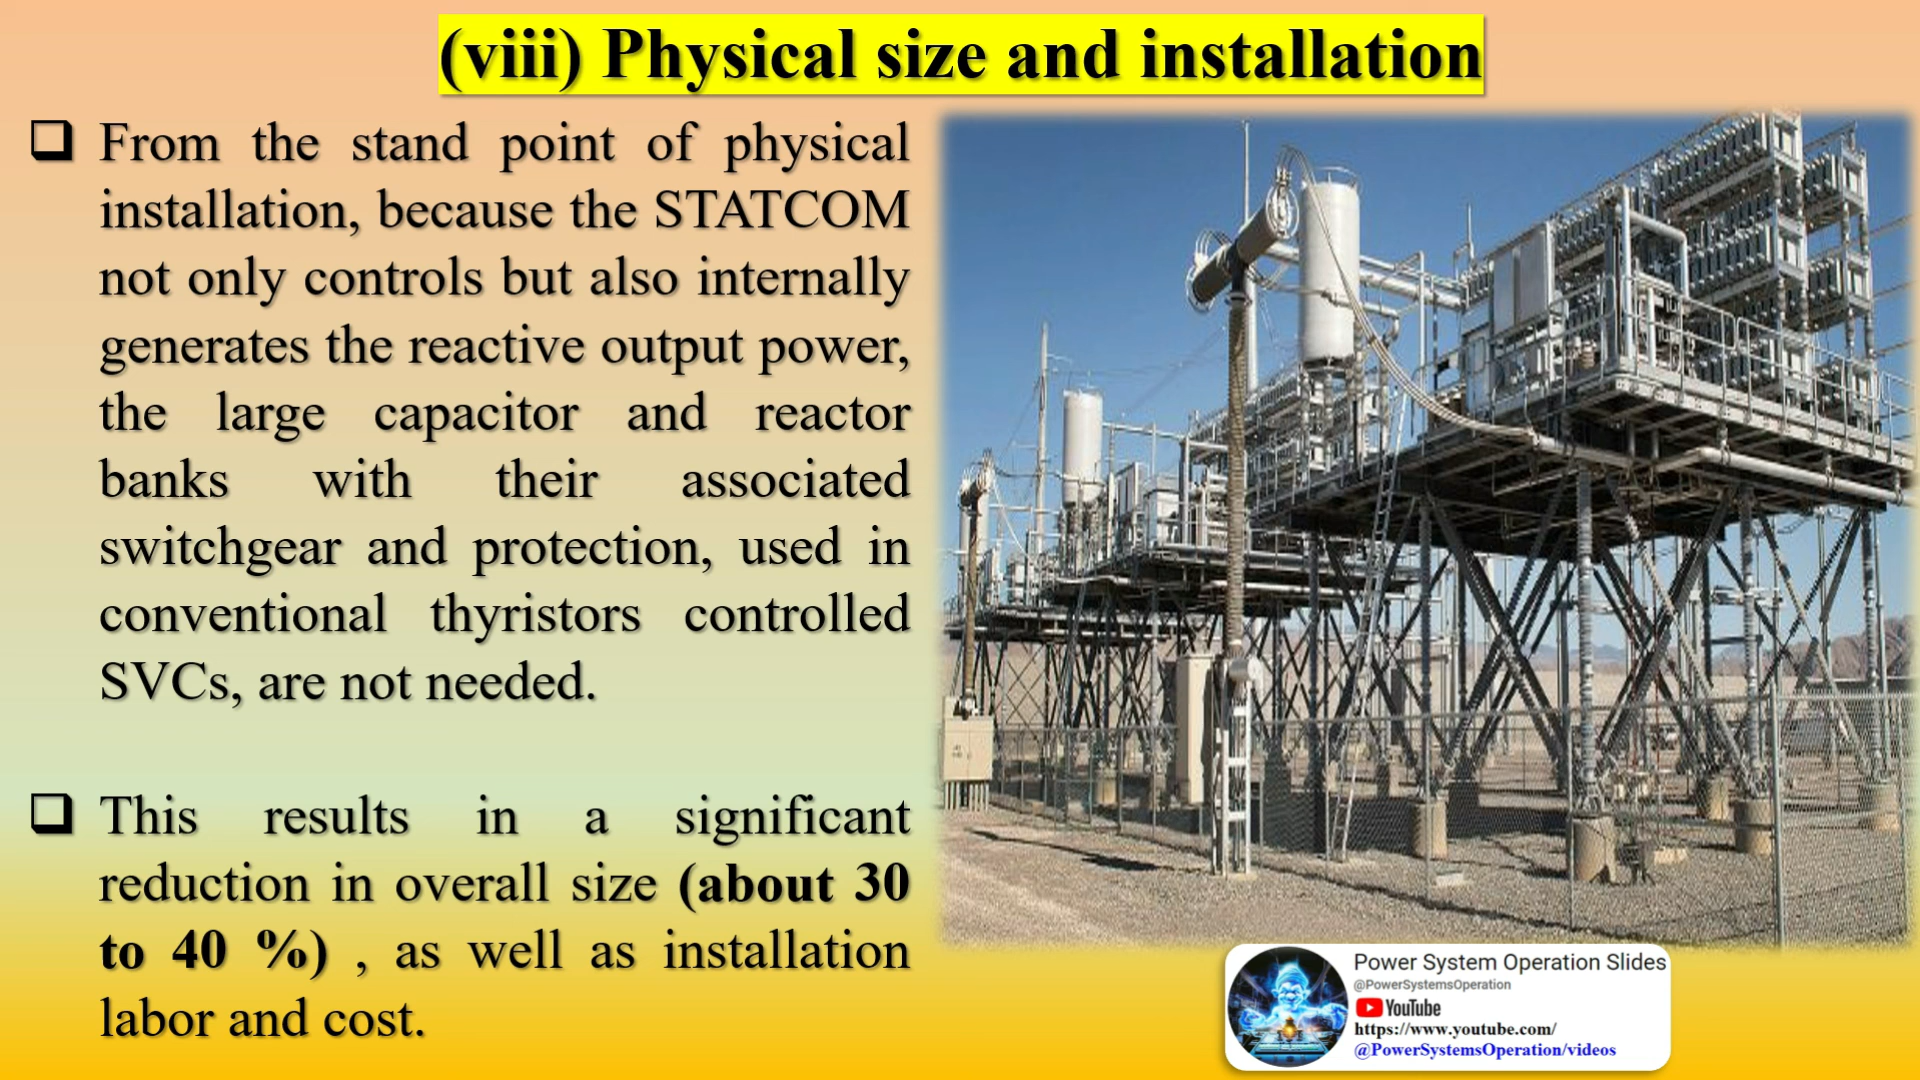 (viii) Physical size and installation
❑ From the stand point of physical
installation, because the STATCOM
not only controls but also internally
generates the reactive output power,
the large capacitor and reactor
banks with their associated
switchgear and protection, used in
conventional thyristors controlled
SVCs, are not needed.
❑ This results in a significant
reduction in overall size (about 30
to 40 %) , as well as installation
labor and cost.
Power System Operation Slides
@PowerSystemsOperation
YouTube
https://www.youtube.com/
@PowerSystemsOperation/videos